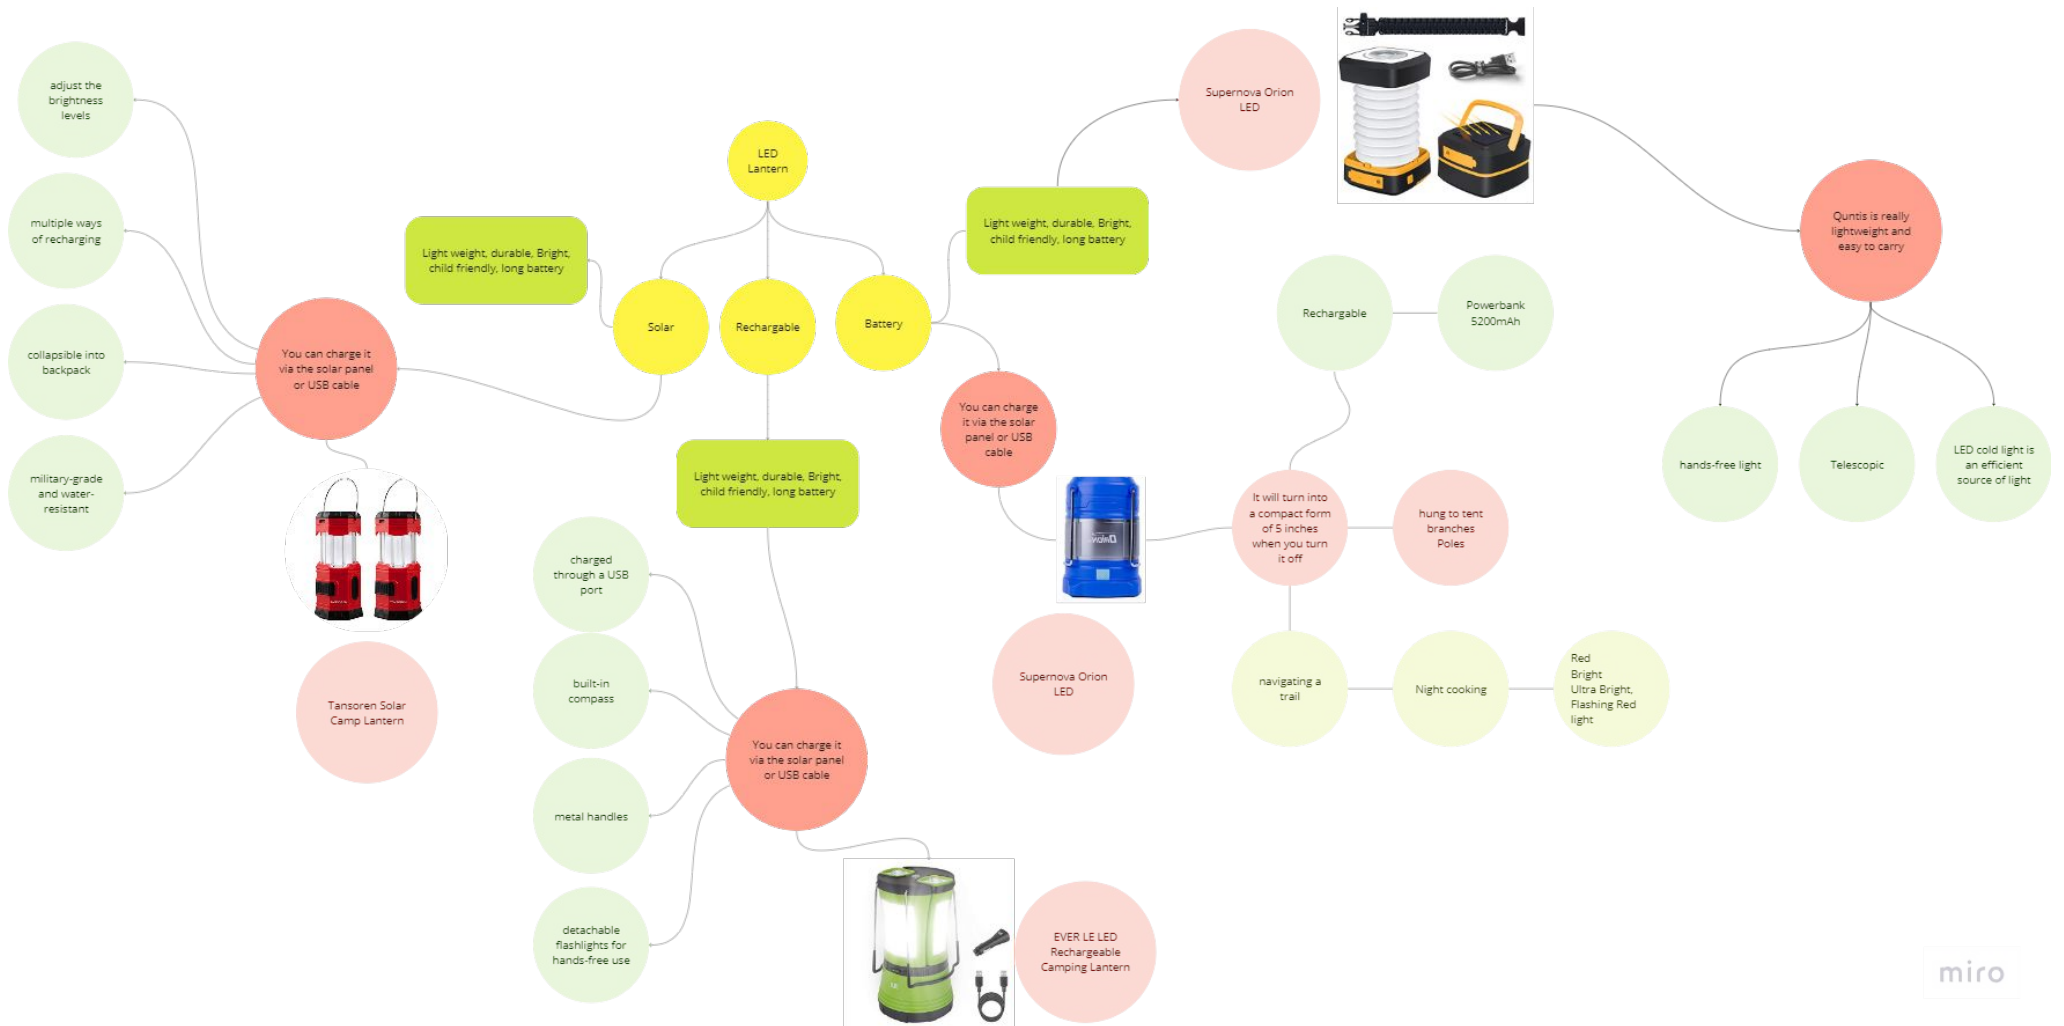 adjust the
brightness
levels
multiple ways
of recharging
collapsible into
backpack
military-grade
and water-
resistant
You can charge it
via the solar panel
or USB cable
Tansoren Solar
Camp Lantern
Light weight, durable, Bright,
child friendly, long battery
LED
Lantern
Solar
Rechargable
Battery
Light weight, durable, Bright,
child friendly, long battery
charged
through a USB
port
built-in
compass
metal handles
detachable
flashlights for
hands-free use
You can charge it
via the solar panel
or USB cable
EVER LE LED
Rechargeable
Camping Lantern
Light weight, durable, Bright,
child friendly, long battery
Supernova Orion
LED
You can charge
it via the solar
panel or USB
cable
Supernova Orion
LED
Rechargable
Powerbank
5200mAh
It will turn into
a compact form
of 5 inches
when you turn
it off
hung to tent
branches
Poles
navigating a
trail
Night cooking
Red
Bright
Ultra Bright,
Flashing Red
light
Quntis is really
lightweight and
easy to carry
hands-free light
Telescopic
LED cold light is
an efficient
source of light
miro